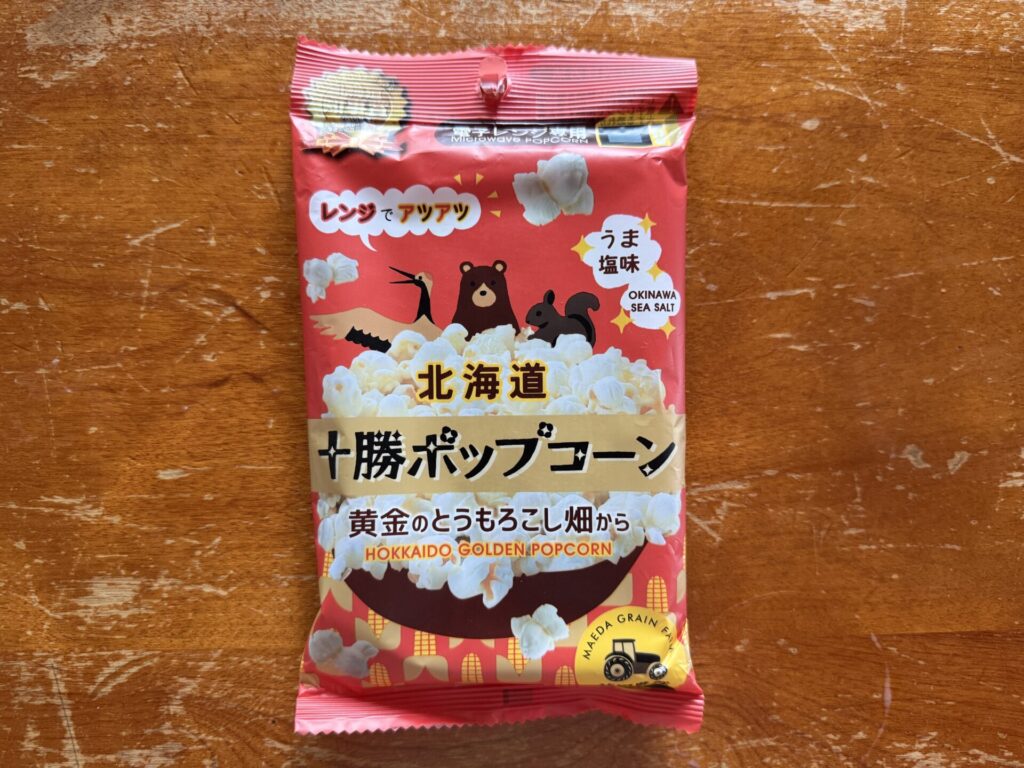 電子レンジ専用
Microwave POPCORN
レンジでアツアツ
うま
塩味
OKINAWA
SEA SALT
北海道
十勝ポップコーン
黄金のとうもろこし畑から
HOKKAIDO GOLDEN POPCORN
MAEDA GRAIN